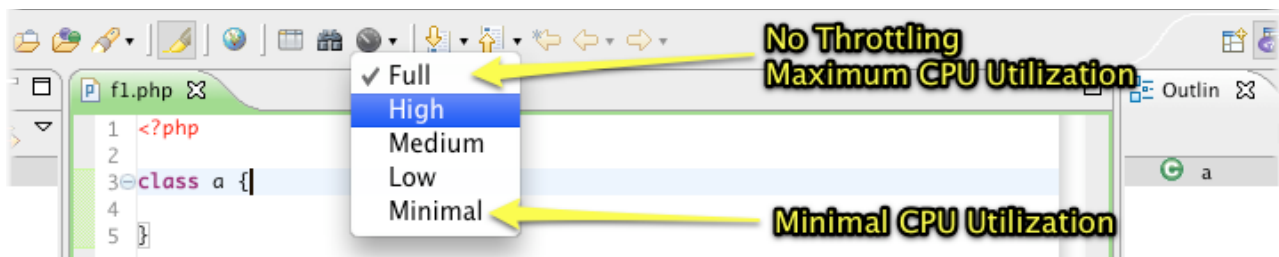 No Throttling
Maximum CPU Utilization
✓ Full
High
Medium
Low
Minimal
Minimal CPU Utilization
P f1.php
1 <?php
2
3 class a {
4
5 }
Outlin
C a